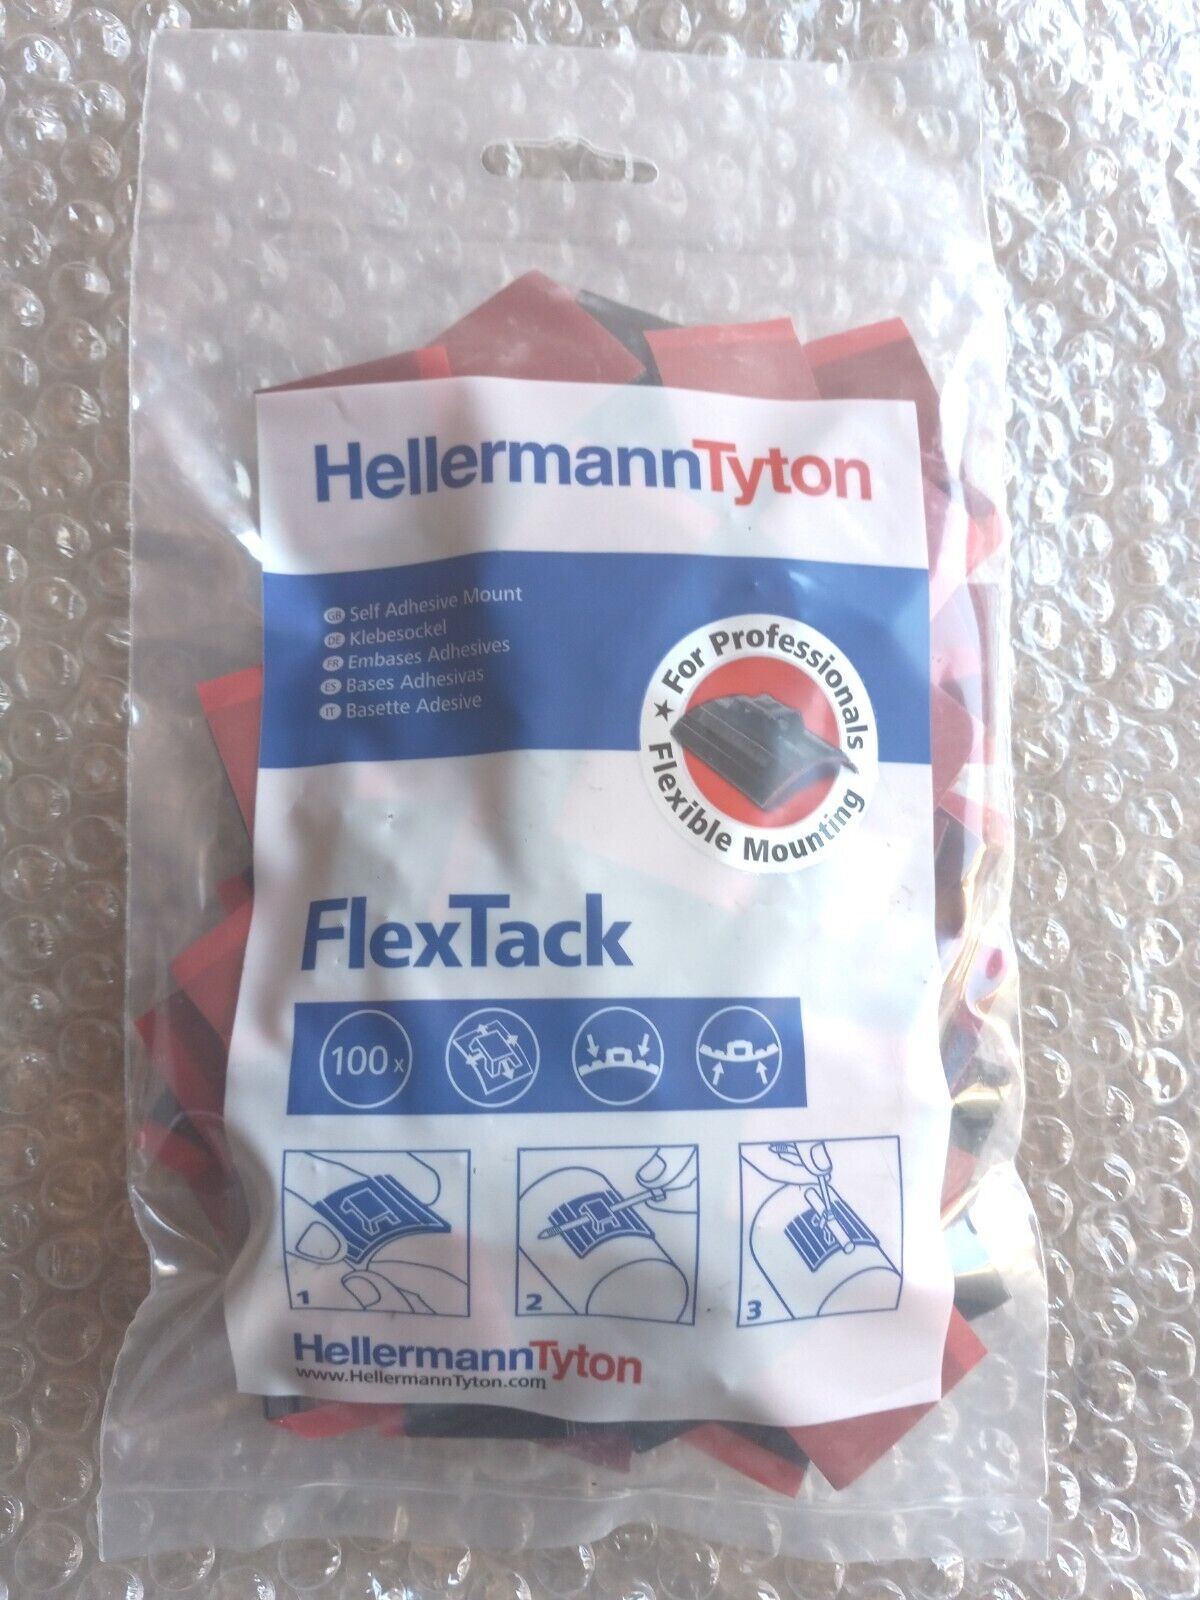 HellermannTyton
GB Self Adhesive Mount
DE Klebesockel
FR Embases Adhesives
ES Bases Adhesivas
IT Basette Adesive
For Professionals
★ Flexible Mounting
FlexTack
100 x
1
2
3
HellermannTyton
www.HellermannTyton.com